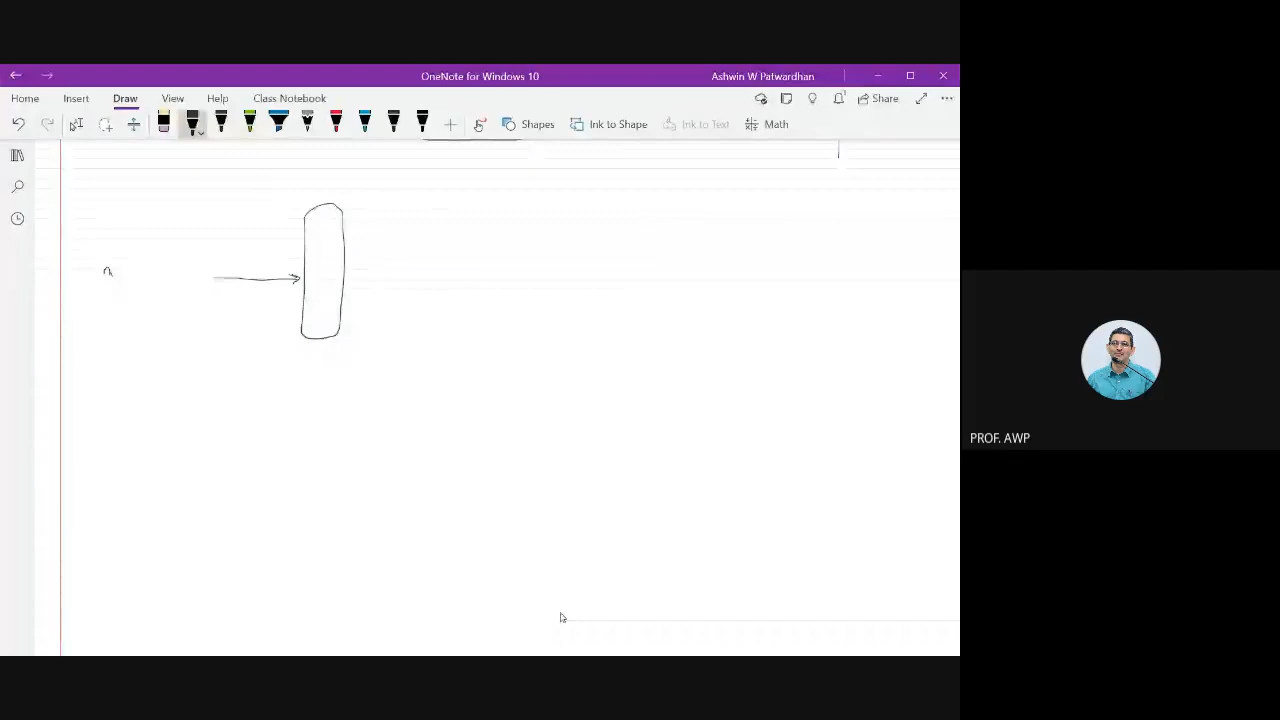 OneNote for Windows 10
Ashwin W Patwardhan
Home Insert Draw View Help Class Notebook Share
Shapes Ink to Shape Ink to Text Math
PROF. AWP